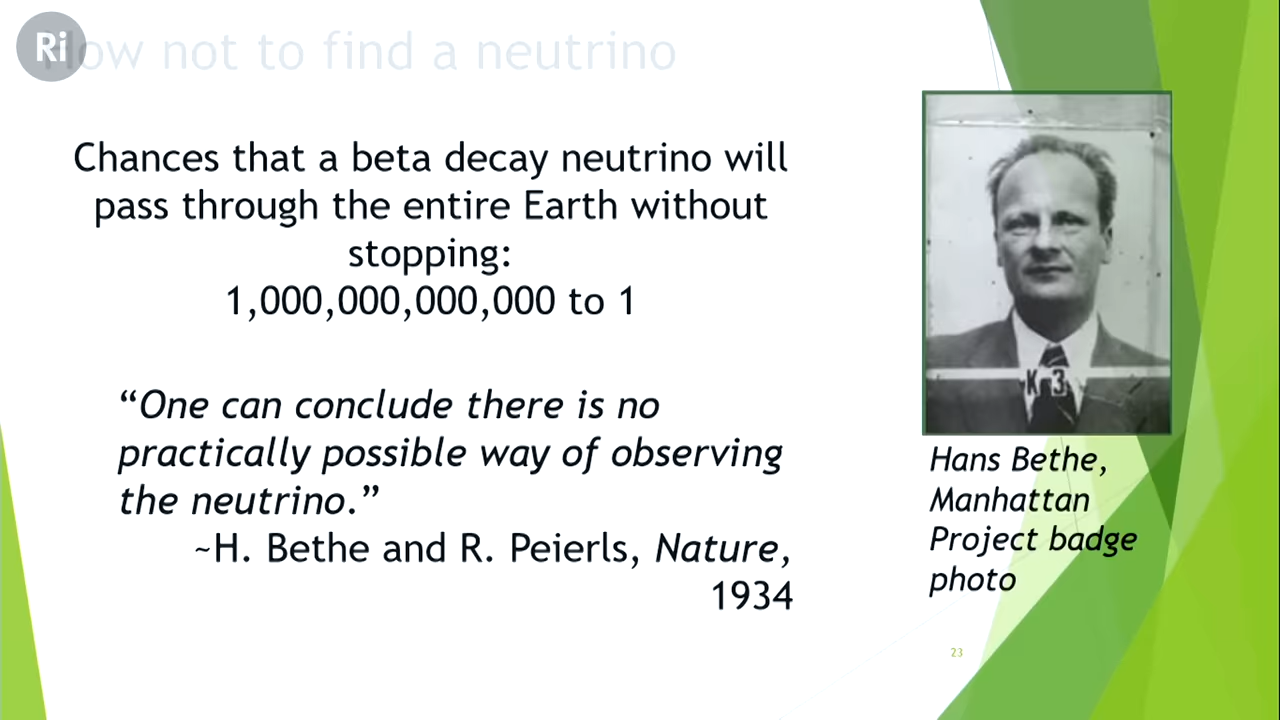 Ri
How not to find a neutrino
Chances that a beta decay neutrino will
pass through the entire Earth without
stopping:
1,000,000,000,000 to 1
“One can conclude there is no
practically possible way of observing
the neutrino.”
~H. Bethe and R. Peierls, Nature,
1934
K 3
Hans Bethe,
Manhattan
Project badge
photo
23